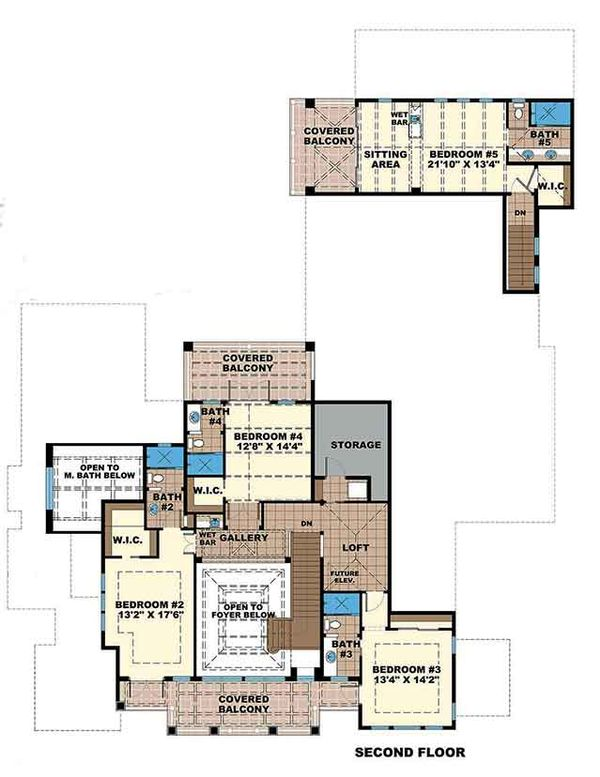 COVERED
BALCONY
WET
BAR
SITTING
AREA
BEDROOM #5
21'10" X 13'4"
BATH
#5
W.I.C.
DN
COVERED
BALCONY
BATH
#4
BEDROOM #4
12'8" X 14'4"
STORAGE
OPEN TO
M. BATH BELOW
BATH
#2
W.I.C.
W.I.C.
WET
BAR
GALLERY
DN
LOFT
FUTURE
ELEV.
BEDROOM #2
13'2" X 17'6"
OPEN TO
FOYER BELOW
BATH
#3
BEDROOM #3
13'4" X 14'2"
COVERED
BALCONY
SECOND FLOOR